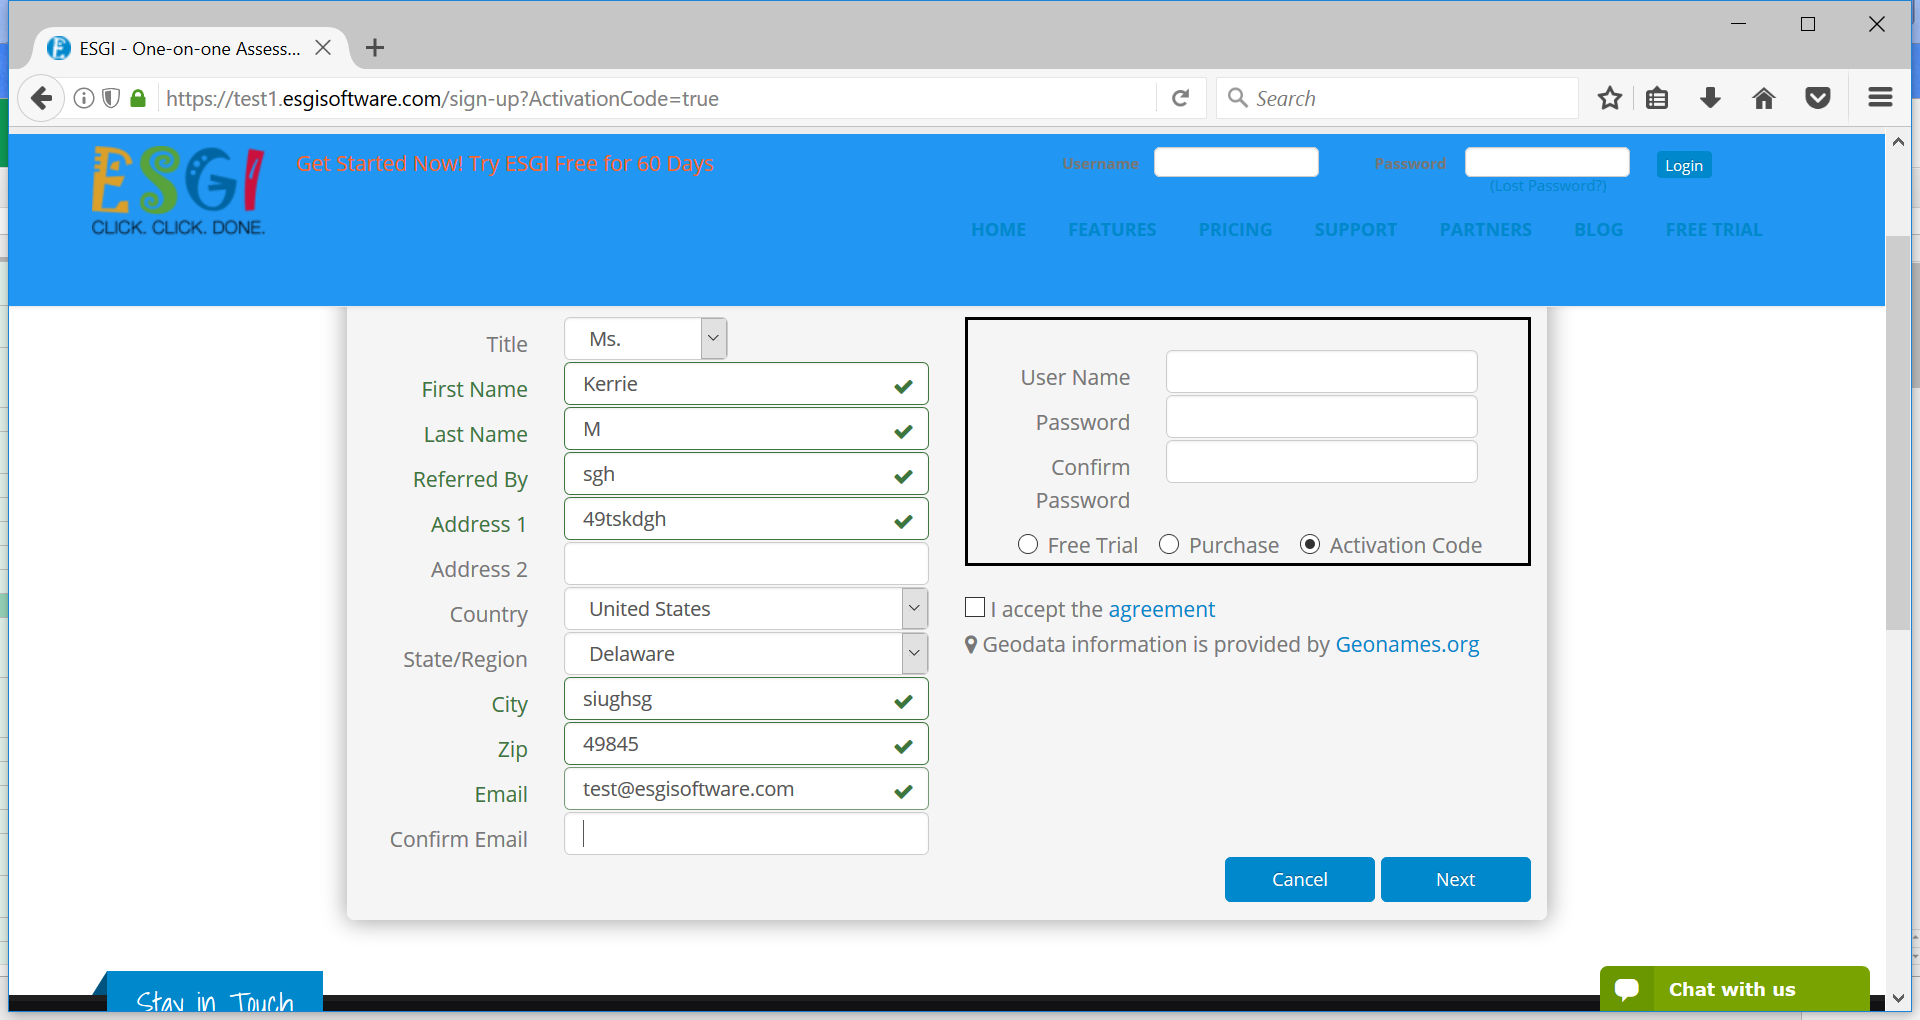 ESGI - One-on-one Assess...
https://test1.esgisoftware.com/sign-up?ActivationCode=true
Search
ESGI
CLICK. CLICK. DONE.
Get Started Now! Try ESGI Free for 60 Days
Username
Password
Login
(Lost Password?)
HOME FEATURES PRICING SUPPORT PARTNERS BLOG FREE TRIAL
Title Ms.
First Name Kerrie
Last Name M
Referred By sgh
Address 1 49tskdgh
Address 2
Country United States
State/Region Delaware
City siughsg
Zip 49845
Email test@esgisoftware.com
Confirm Email
User Name
Password
Confirm
Password
Free Trial Purchase Activation Code
I accept the agreement
Geodata information is provided by Geonames.org
Cancel Next
Stay in Touch
Chat with us